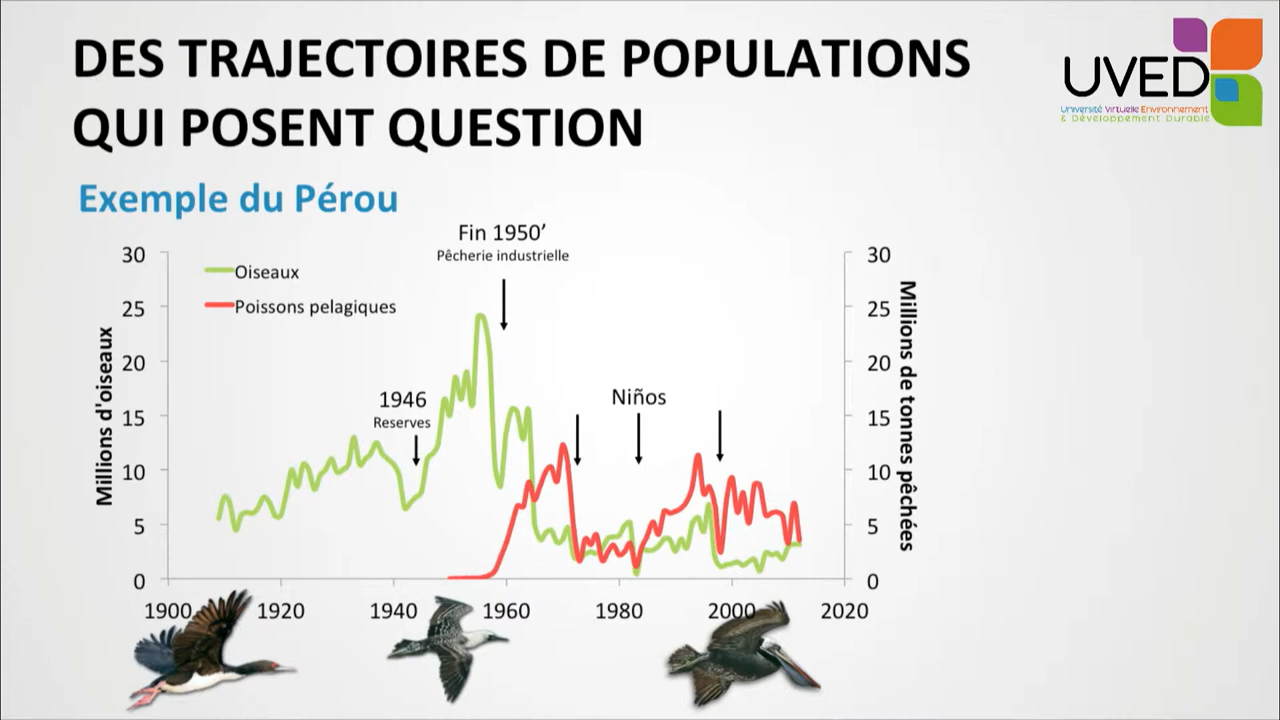 DES TRAJECTOIRES DE POPULATIONS
QUI POSENT QUESTION
UVED
Université Virtuelle Environnement
& Développement Durable
Exemple du Pérou
Fin 1950’
Pêcherie industrielle
Oiseaux
Poissons pelagiques
1946
Reserves
Niños
Millions d'oiseaux
30
25
20
15
10
5
0
30
25
20
15
10
5
0
Millions de tonnes pêchées
1900 1920 1940 1960 1980 2000 2020